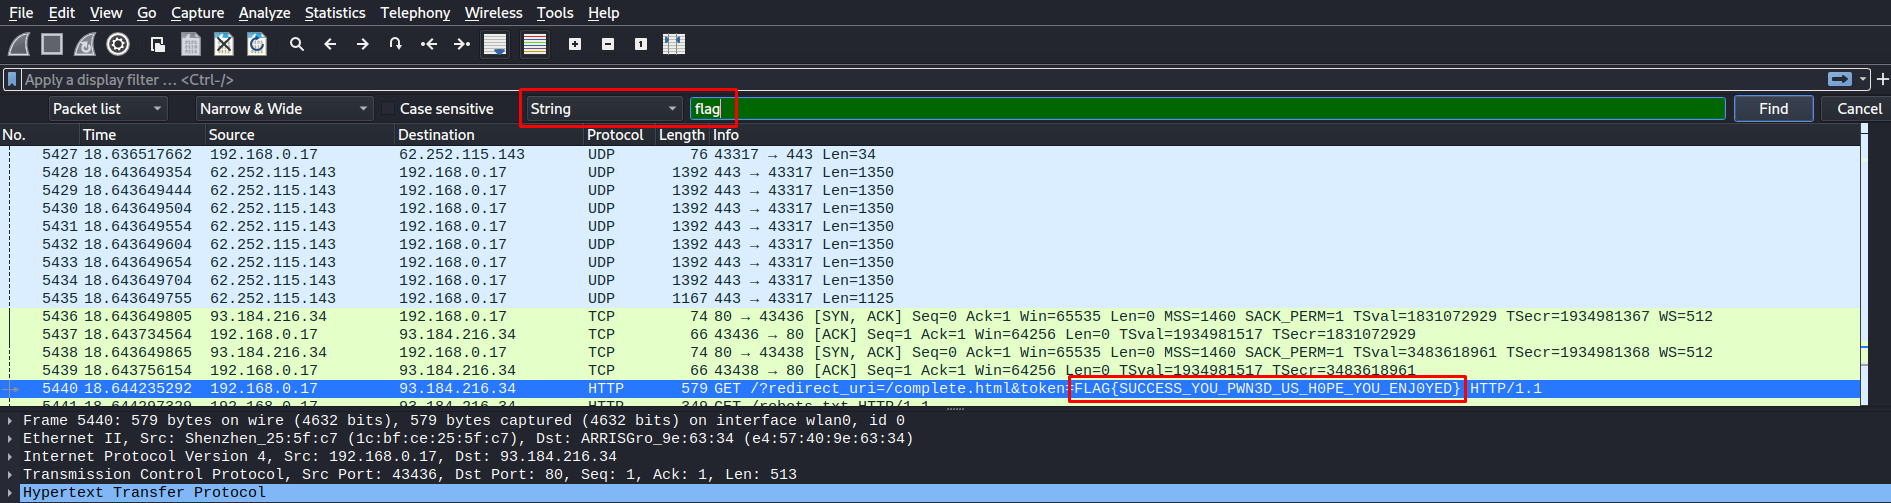 File Edit View Go Capture Analyze Statistics Telephony Wireless Tools Help
Apply a display filter ... <Ctrl-/>
Packet list Narrow & Wide Case sensitive String flag Find Cancel
No. Time Source Destination Protocol Length Info
5427 18.636517662 192.168.0.17 62.252.115.143 UDP 76 43317 → 443 Len=34
5428 18.643649354 62.252.115.143 192.168.0.17 UDP 1392 443 → 43317 Len=1350
5429 18.643649444 62.252.115.143 192.168.0.17 UDP 1392 443 → 43317 Len=1350
5430 18.643649504 62.252.115.143 192.168.0.17 UDP 1392 443 → 43317 Len=1350
5431 18.643649554 62.252.115.143 192.168.0.17 UDP 1392 443 → 43317 Len=1350
5432 18.643649604 62.252.115.143 192.168.0.17 UDP 1392 443 → 43317 Len=1350
5433 18.643649654 62.252.115.143 192.168.0.17 UDP 1392 443 → 43317 Len=1350
5434 18.643649704 62.252.115.143 192.168.0.17 UDP 1392 443 → 43317 Len=1350
5435 18.643649755 62.252.115.143 192.168.0.17 UDP 1167 443 → 43317 Len=1125
5436 18.643649805 93.184.216.34 192.168.0.17 TCP 74 80 → 43436 [SYN, ACK] Seq=0 Ack=1 Win=65535 Len=0 MSS=1460 SACK_PERM=1 TSval=1831072929 TSecr=1934981367 WS=512
5437 18.643734564 192.168.0.17 93.184.216.34 TCP 66 43436 → 80 [ACK] Seq=1 Ack=1 Win=64256 Len=0 TSval=1934981517 TSecr=1831072929
5438 18.643649865 93.184.216.34 192.168.0.17 TCP 74 80 → 43438 [SYN, ACK] Seq=0 Ack=1 Win=65535 Len=0 MSS=1460 SACK_PERM=1 TSval=3483618961 TSecr=1934981368 WS=512
5439 18.643756154 192.168.0.17 93.184.216.34 TCP 66 43438 → 80 [ACK] Seq=1 Ack=1 Win=64256 Len=0 TSval=1934981517 TSecr=3483618961
5440 18.644235292 192.168.0.17 93.184.216.34 HTTP 579 GET /?redirect_uri=/complete.html&token=FLAG{SUCCESS_YOU_PWN3D_US_H0PE_YOU_ENJ0YED} HTTP/1.1
Frame 5440: 579 bytes on wire (4632 bits), 579 bytes captured (4632 bits) on interface wlan0, id 0
Ethernet II, Src: Shenzhen_25:5f:c7 (1c:bf:ce:25:5f:c7), Dst: ARRISGro_9e:63:34 (e4:57:40:9e:63:34)
Internet Protocol Version 4, Src: 192.168.0.17, Dst: 93.184.216.34
Transmission Control Protocol, Src Port: 43436, Dst Port: 80, Seq: 1, Ack: 1, Len: 513
Hypertext Transfer Protocol